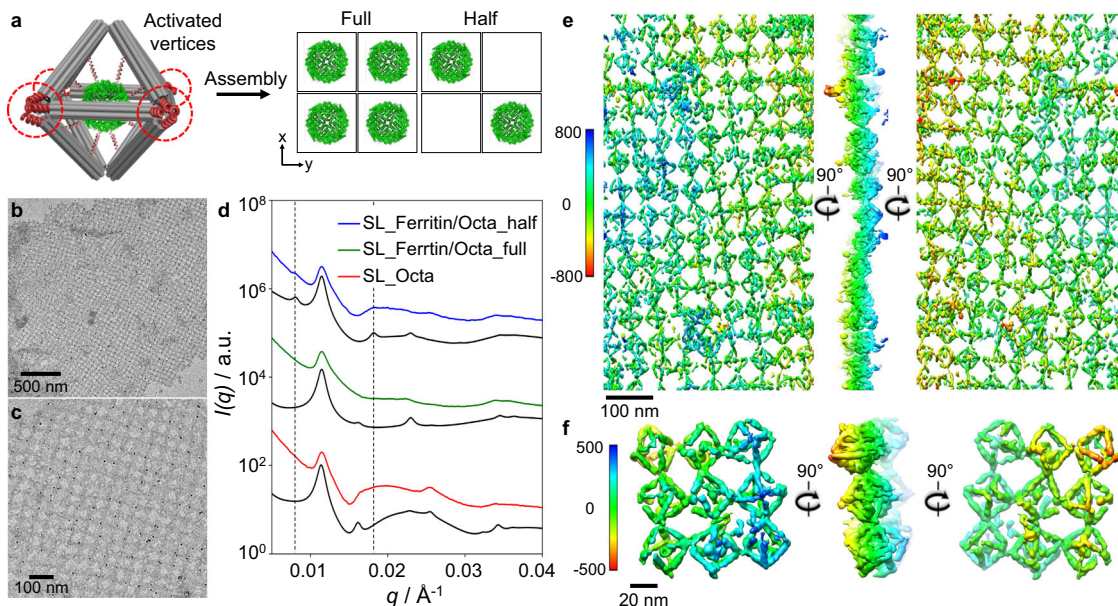 a
Activated
vertices
Assembly
Full
Half
x
y
b
500 nm
c
100 nm
d
10⁸
10⁶
10⁴
10²
10⁰
I(q) / a.u.
SL_Ferritin/Octa_half
SL_Ferrtin/Octa_full
SL_Octa
0.01
0.02
0.03
0.04
q / Å⁻¹
e
800
0
-800
90°
90°
100 nm
f
500
0
-500
90°
90°
20 nm